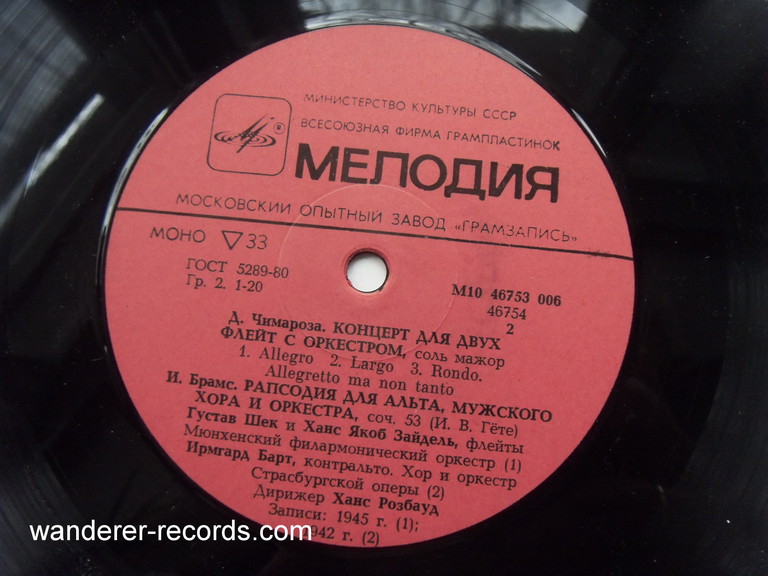 МИНИСТЕРСТВО КУЛЬТУРЫ СССР
ВСЕСОЮЗНАЯ ФИРМА ГРАМПЛАСТИНОК
®
МЕЛОДИЯ
МОСКОВСКИЙ ОПЫТНЫЙ ЗАВОД «ГРАМЗАПИСЬ»
МОНО ▽33
ГОСТ 5289-80
Гр. 2. 1-20
М10 46753 006
46754
2
Д. Чимароза. КОНЦЕРТ ДЛЯ ДВУХ
ФЛЕЙТ С ОРКЕСТРОМ, соль мажор
1. Allegro 2. Largo 3. Rondo.
Allegretto ma non tanto
И. Брамс. РАПСОДИЯ ДЛЯ АЛЬТА, МУЖСКОГО
ХОРА И ОРКЕСТРА, соч. 53 (И. В. Гёте)
Густав Шек и Ханс Якоб Зайдель, флейты
Мюнхенский филармонический оркестр (1)
Ирмгард Барт, контральто. Хор и оркестр
Страсбургской оперы (2)
Дирижер Ханс Розбауд
Записи: 1945 г. (1);
1942 г. (2)
wanderer-records.com